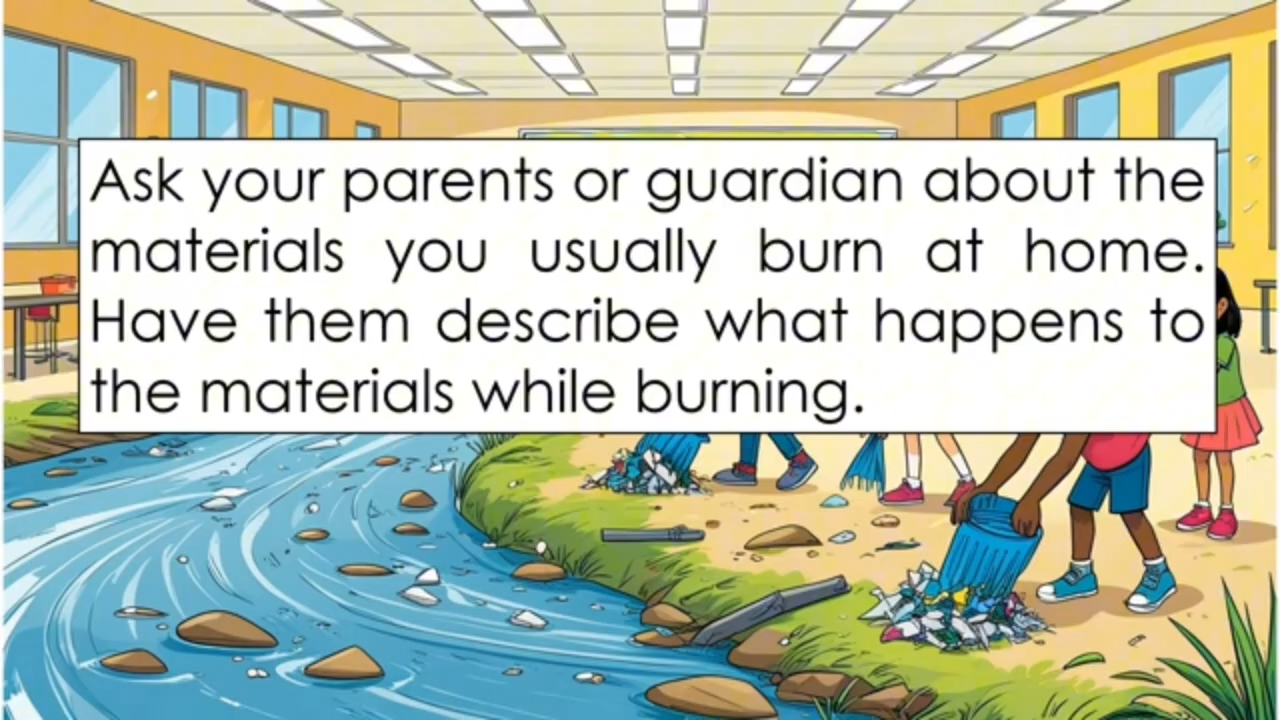 Ask your parents or guardian about the
materials you usually burn at home.
Have them describe what happens to
the materials while burning.